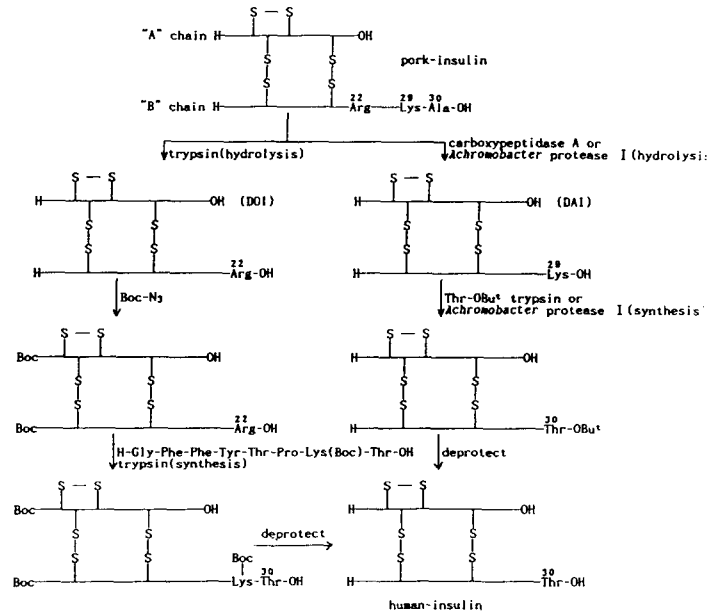 S — S
"A" chain H OH
S S
S S
pork-insulin
22 29 30
"B" chain H Arg Lys-Ala-OH
trypsin(hydrolysis)
carboxypeptidase A or
Achromobacter protease I (hydrolysis
S — S
H OH (DOI)
S S
S S
22
H Arg-OH
S — S
H OH (DAI)
S S
S S
29
H Lys-OH
Boc-N₃
Thr-OBuᵗ trypsin or
Achromobacter protease I (synthesis)
S — S
Boc OH
S S
S S
22
Boc Arg-OH
S — S
H OH
S S
S S
30
H Thr-OBuᵗ
H-Gly-Phe-Phe-Tyr-Thr-Pro-Lys(Boc)-Thr-OH
trypsin(synthesis)
deprotect
S — S
Boc OH
S S
S S
Boc
30
Boc Lys-Thr-OH
deprotect
S — S
H OH
S S
S S
30
H Thr-OH
human-insulin